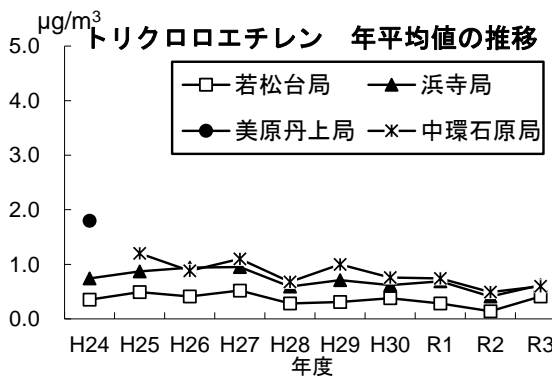 μg/m³
トリクロロエチレン 年平均値の推移
若松台局 浜寺局
美原丹上局 中環石原局
5.0
4.0
3.0
2.0
1.0
0.0
H24 H25 H26 H27 H28 H29 H30 R1 R2 R3
年度